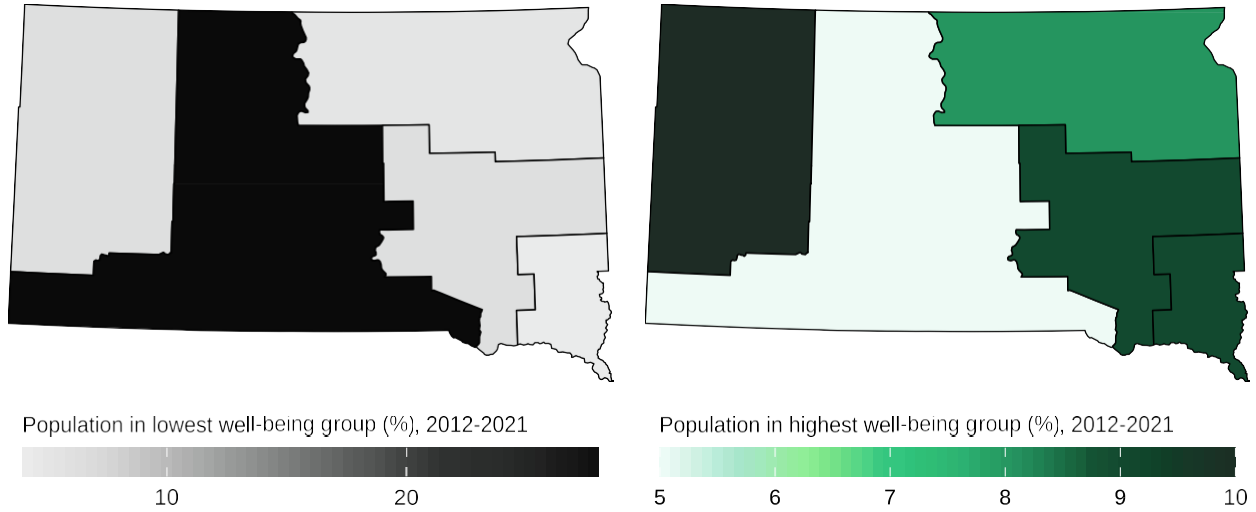 Population in lowest well-being group (%), 2012-2021
10 20
Population in highest well-being group (%), 2012-2021
5 6 7 8 9 10